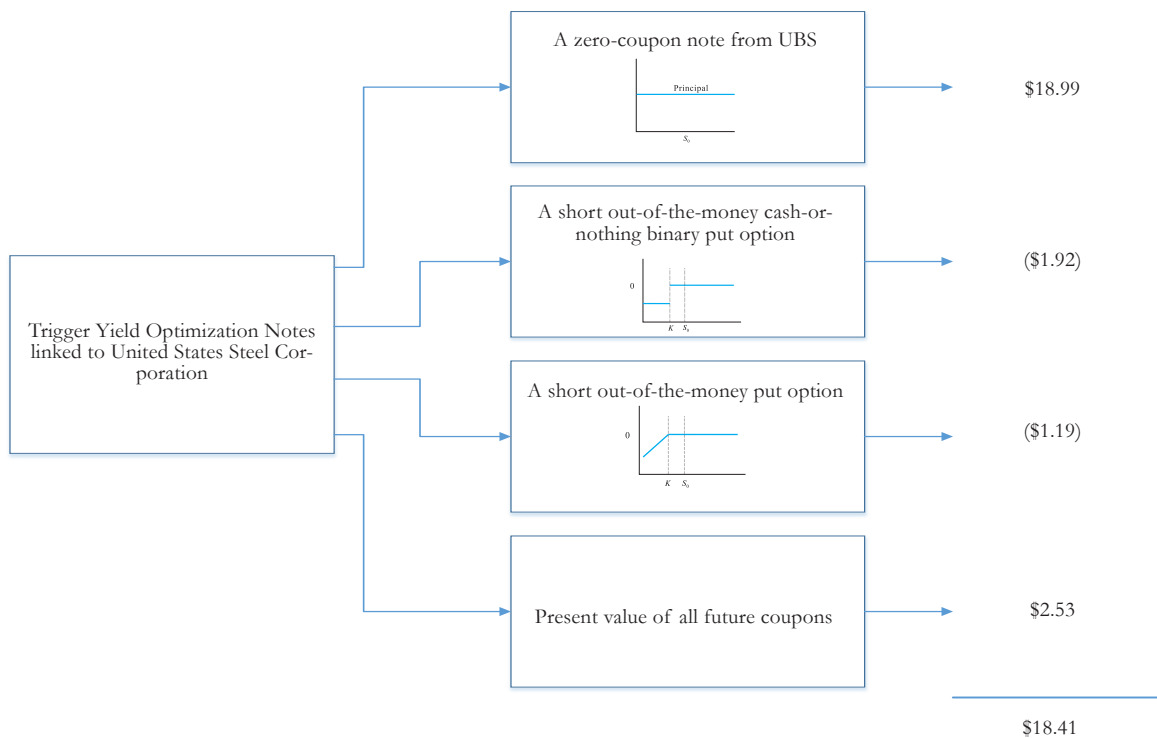 A zero-coupon note from UBS
Principal
S0
$18.99
A short out-of-the-money cash-or-
nothing binary put option
0
K
S0
($1.92)
Trigger Yield Optimization Notes
linked to United States Steel Cor-
poration
A short out-of-the-money put option
0
K
S0
($1.19)
Present value of all future coupons
$2.53
$18.41